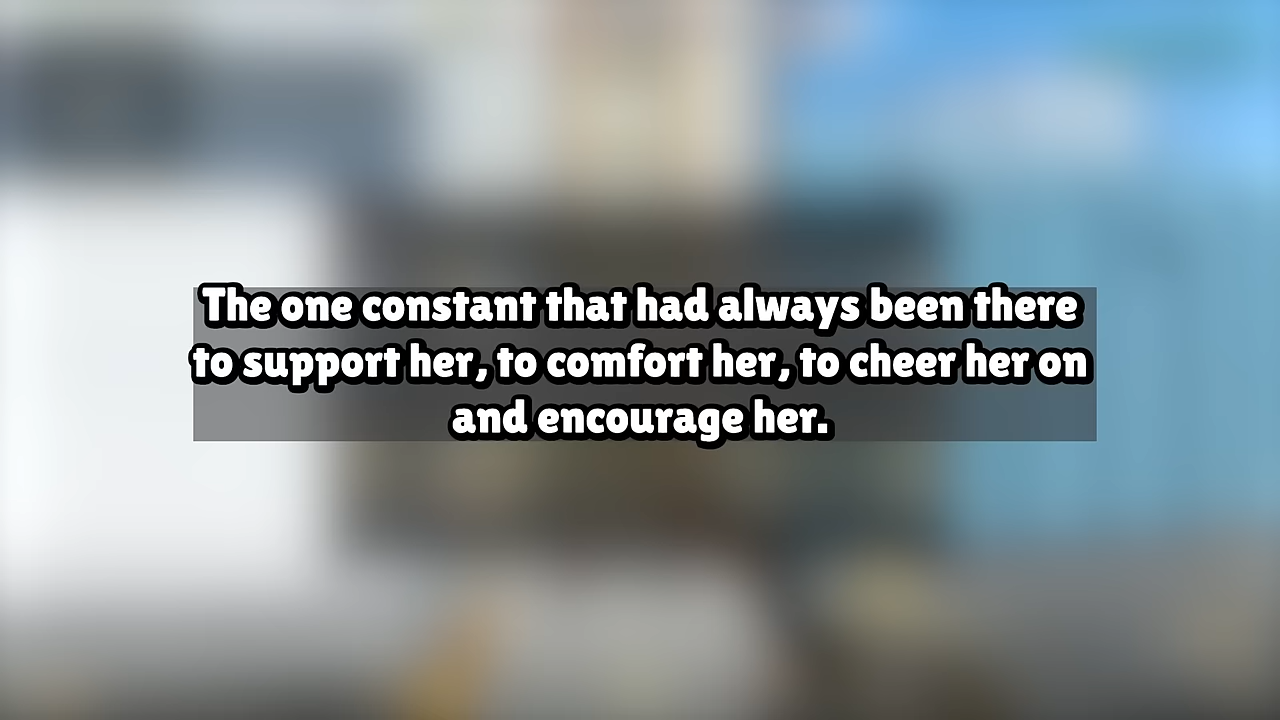 The one constant that had always been there
to support her, to comfort her, to cheer her on
and encourage her.